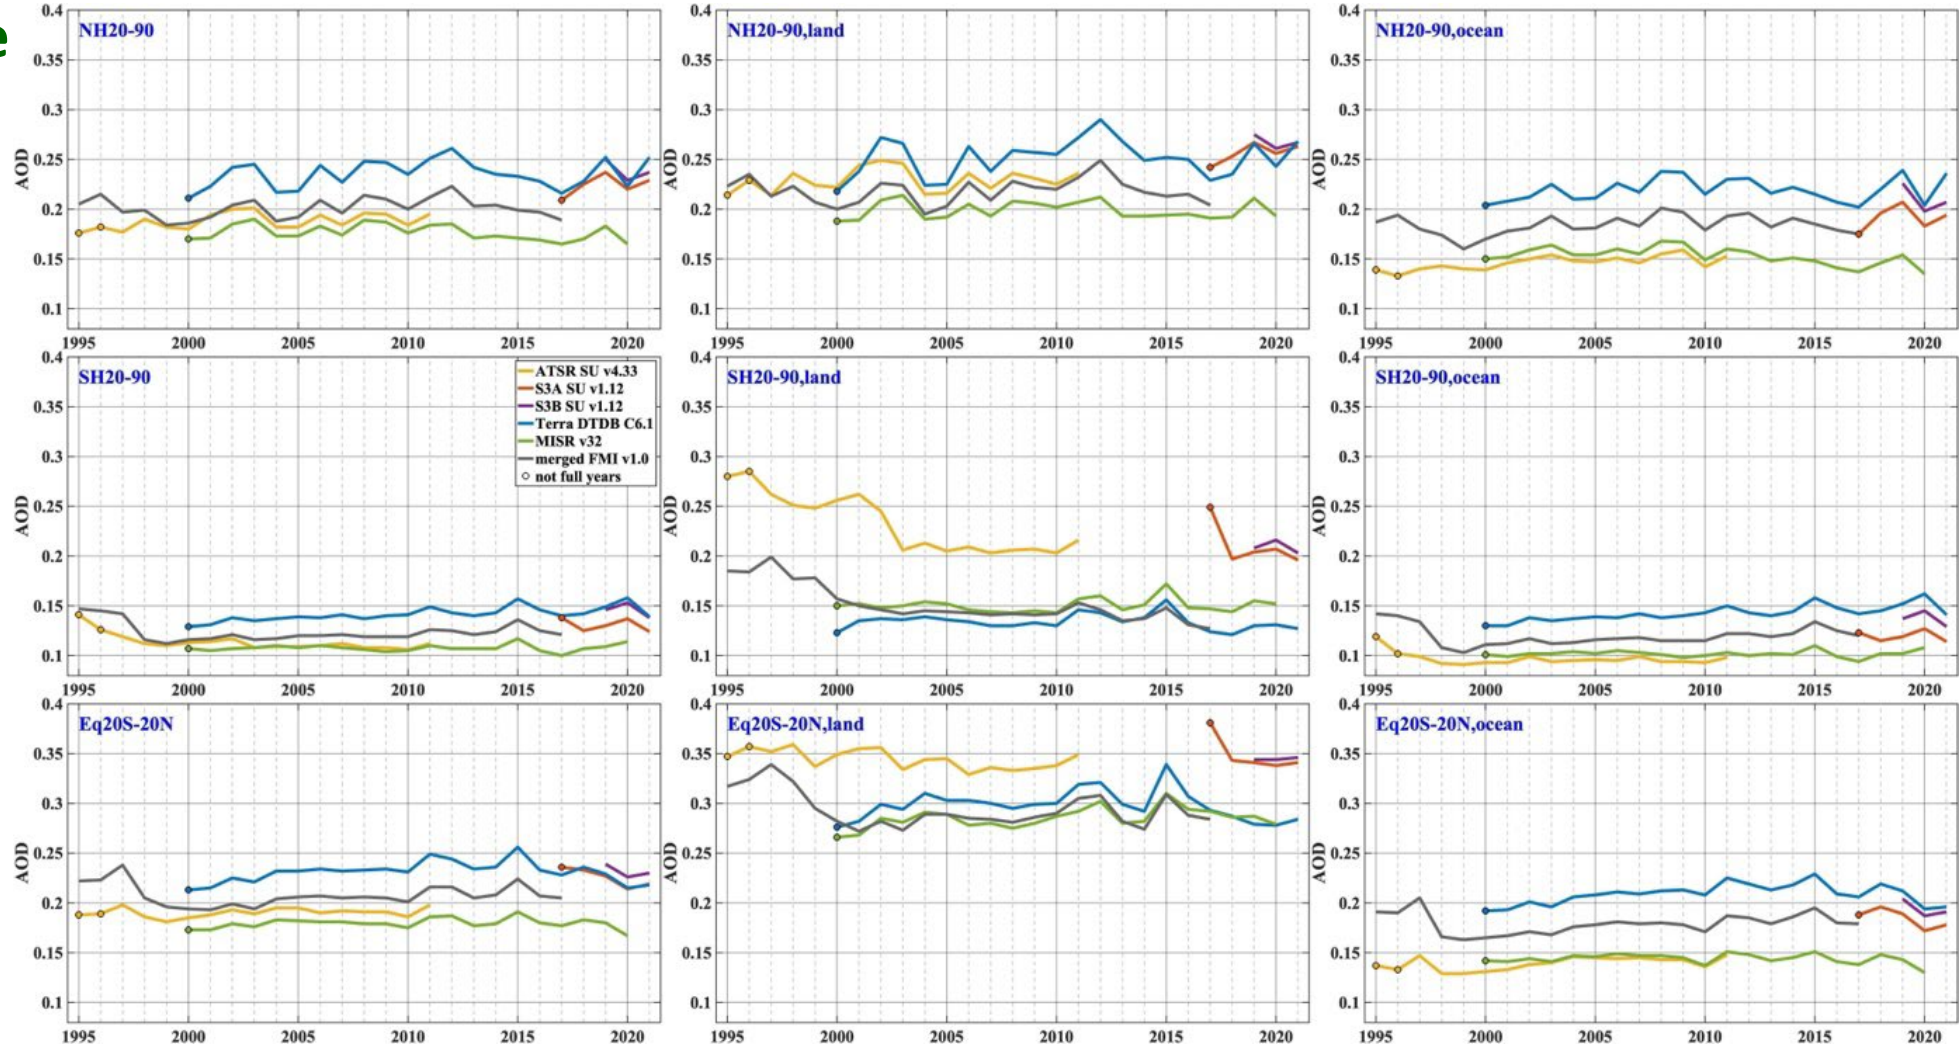 e
NH20-90
NH20-90,land
NH20-90,ocean
0.4
0.35
0.3
0.25
0.2
0.15
0.1
AOD
1995 2000 2005 2010 2015 2020
0.4
0.35
0.3
0.25
0.2
0.15
0.1
AOD
1995 2000 2005 2010 2015 2020
0.4
0.35
0.3
0.25
0.2
0.15
0.1
AOD
1995 2000 2005 2010 2015 2020
SH20-90
ATSR SU v4.33
S3A SU v1.12
S3B SU v1.12
Terra DTDB C6.1
MISR v32
merged FMI v1.0
not full years
0.4
0.35
0.3
0.25
0.2
0.15
0.1
AOD
1995 2000 2005 2010 2015 2020
SH20-90,land
0.4
0.35
0.3
0.25
0.2
0.15
0.1
AOD
1995 2000 2005 2010 2015 2020
SH20-90,ocean
0.4
0.35
0.3
0.25
0.2
0.15
0.1
AOD
1995 2000 2005 2010 2015 2020
Eq20S-20N
0.4
0.35
0.3
0.25
0.2
0.15
0.1
AOD
1995 2000 2005 2010 2015 2020
Eq20S-20N,land
0.4
0.35
0.3
0.25
0.2
0.15
0.1
AOD
1995 2000 2005 2010 2015 2020
Eq20S-20N,ocean
0.4
0.35
0.3
0.25
0.2
0.15
0.1
AOD
1995 2000 2005 2010 2015 2020